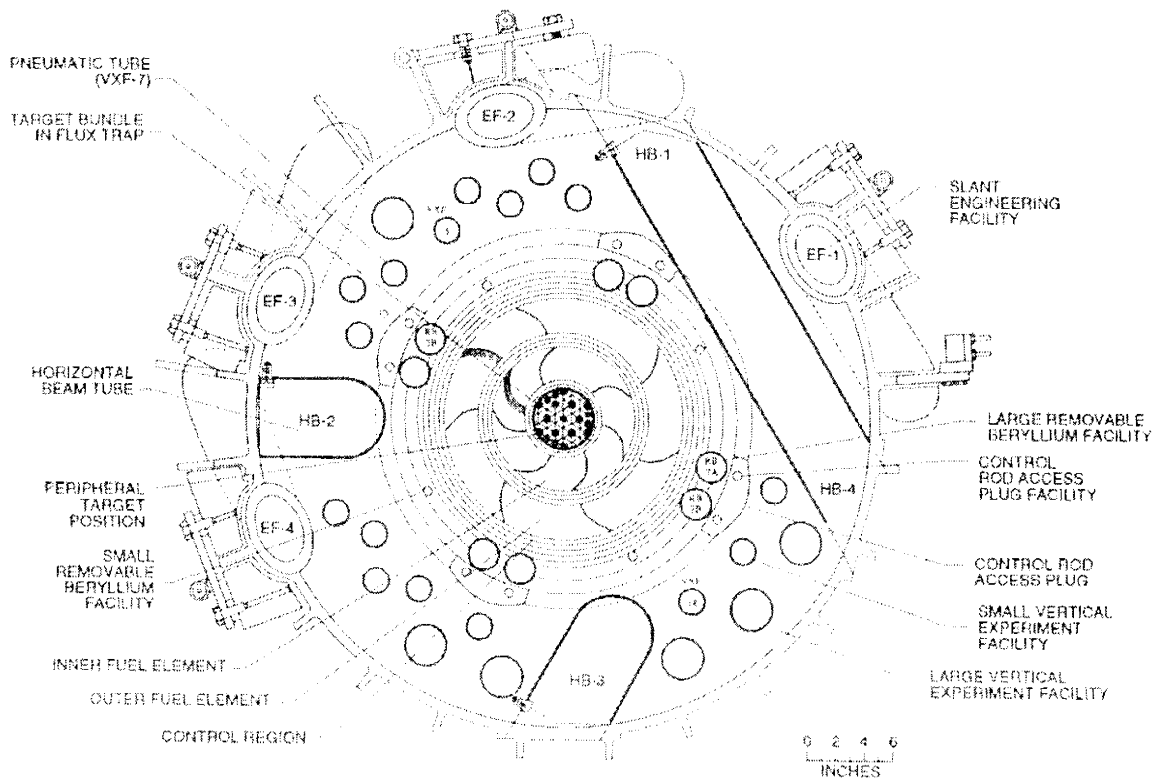 PNEUMATIC TUBE
(VXF-7)
TARGET BUNDLE
IN FLUX TRAP
EF-2
HB-1
SLANT
ENGINEERING
FACILITY
EF-1
EF-3
HORIZONTAL
BEAM TUBE
HB-2
LARGE REMOVABLE
BERYLLIUM FACILITY
CONTROL
ROD ACCESS
PLUG FACILITY
HB-4
PERIPHERAL
TARGET
POSITION
EF-4
SMALL
REMOVABLE
BERYLLIUM
FACILITY
CONTROL ROD
ACCESS PLUG
SMALL VERTICAL
EXPERIMENT
FACILITY
INNER FUEL ELEMENT
OUTER FUEL ELEMENT
CONTROL REGION
HB-3
LARGE VERTICAL
EXPERIMENT FACILITY
0 2 4 6
INCHES